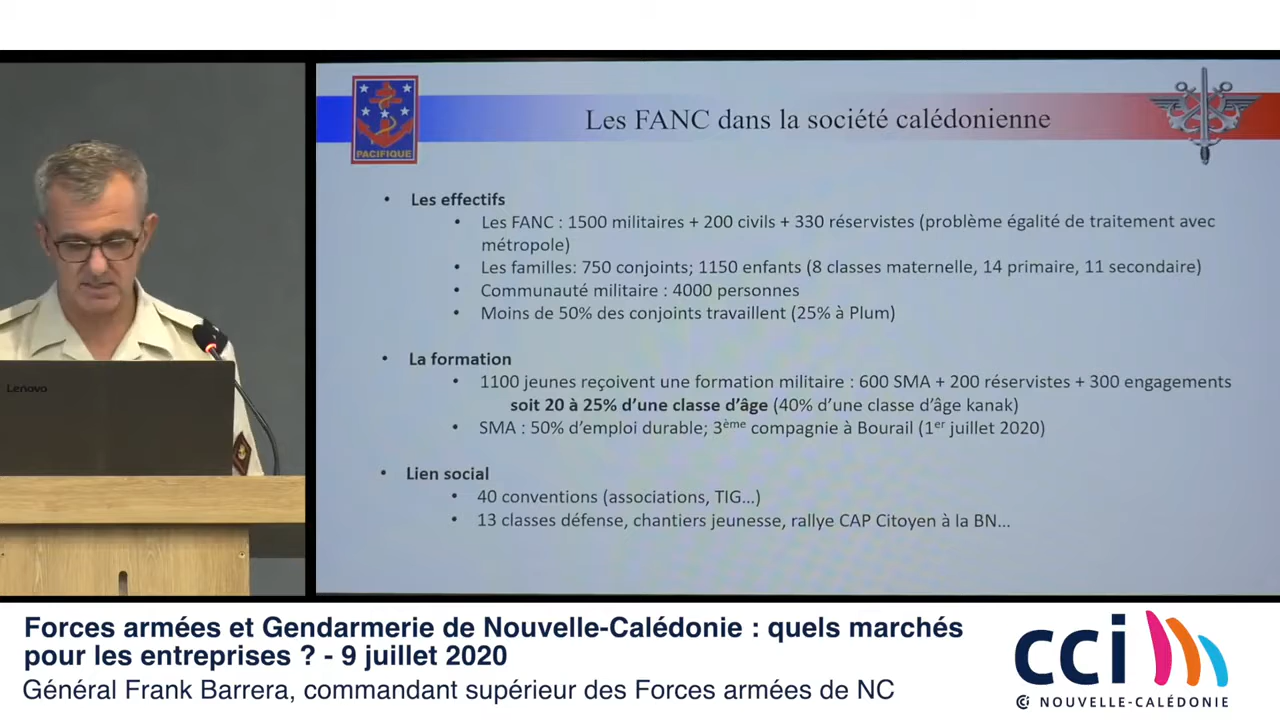 Lenovo
PACIFIQUE
Les FANC dans la société calédonienne
• Les effectifs
• Les FANC : 1500 militaires + 200 civils + 330 réservistes (problème égalité de traitement avec
métropole)
• Les familles: 750 conjoints; 1150 enfants (8 classes maternelle, 14 primaire, 11 secondaire)
• Communauté militaire : 4000 personnes
• Moins de 50% des conjoints travaillent (25% à Plum)
• La formation
• 1100 jeunes reçoivent une formation militaire : 600 SMA + 200 réservistes + 300 engagements
soit 20 à 25% d’une classe d’âge (40% d’une classe d’âge kanak)
• SMA : 50% d’emploi durable; 3ème compagnie à Bourail (1er juillet 2020)
• Lien social
• 40 conventions (associations, TIG…)
• 13 classes défense, chantiers jeunesse, rallye CAP Citoyen à la BN…
Forces armées et Gendarmerie de Nouvelle-Calédonie : quels marchés
pour les entreprises ? - 9 juillet 2020
Général Frank Barrera, commandant supérieur des Forces armées de NC
cci
NOUVELLE-CALÉDONIE